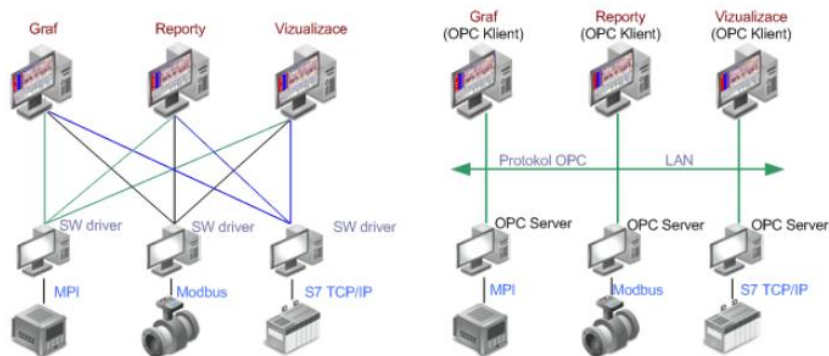 Graf
Reporty
Vizualizace
SW driver
SW driver
SW driver
MPI
Modbus
S7 TCP/IP
Graf
(OPC Klient)
Reporty
(OPC Klient)
Vizualizace
(OPC Klient)
Protokol OPC
LAN
OPC Server
OPC Server
OPC Server
MPI
Modbus
S7 TCP/IP